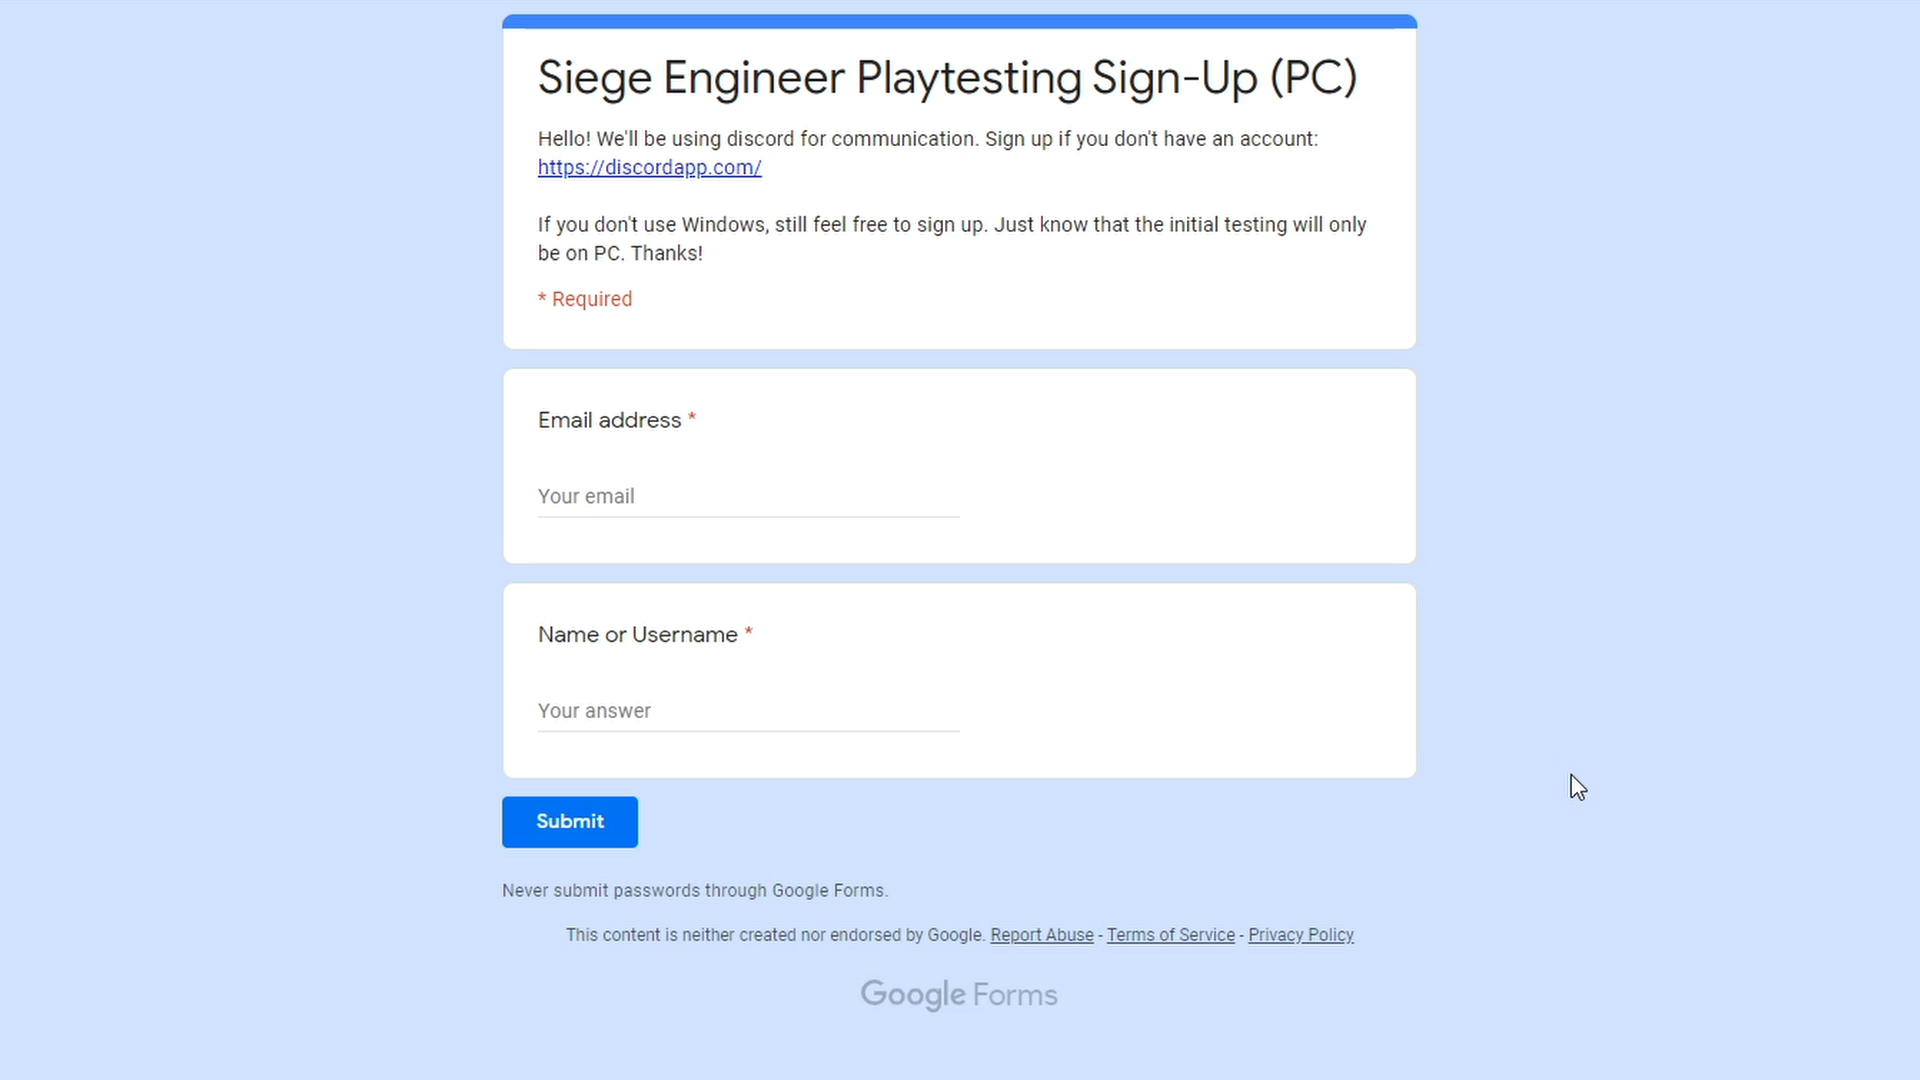 Siege Engineer Playtesting Sign-Up (PC)
Hello! We'll be using discord for communication. Sign up if you don't have an account:
https://discordapp.com/
If you don't use Windows, still feel free to sign up. Just know that the initial testing will only
be on PC. Thanks!
* Required
Email address *
Your email
Name or Username *
Your answer
Submit
Never submit passwords through Google Forms.
This content is neither created nor endorsed by Google. Report Abuse - Terms of Service - Privacy Policy
Google Forms